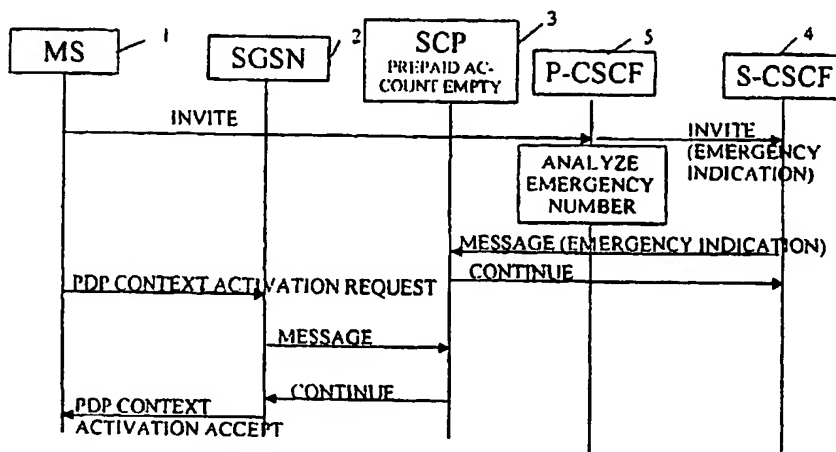 1
2
3
5
4
MS
SGSN
SCP
PREPAID AC-
COUNT EMPTY
P-CSCF
S-CSCF
INVITE
INVITE
(EMERGENCY
INDICATION)
ANALYZE
EMERGENCY
NUMBER
MESSAGE (EMERGENCY INDICATION)
CONTINUE
PDP CONTEXT ACTIVATION REQUEST
MESSAGE
CONTINUE
PDP CONTEXT
ACTIVATION ACCEPT